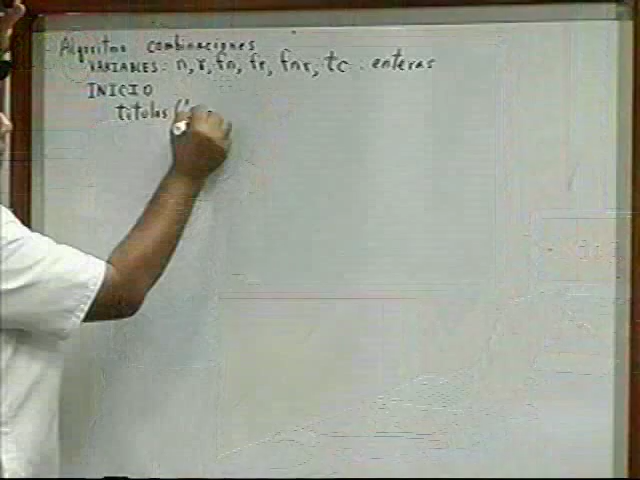 Algoritmo combinaciones
VARIABLES: n, r, fn, fr, fnr, tc : enteras
INICIO
titulos ('